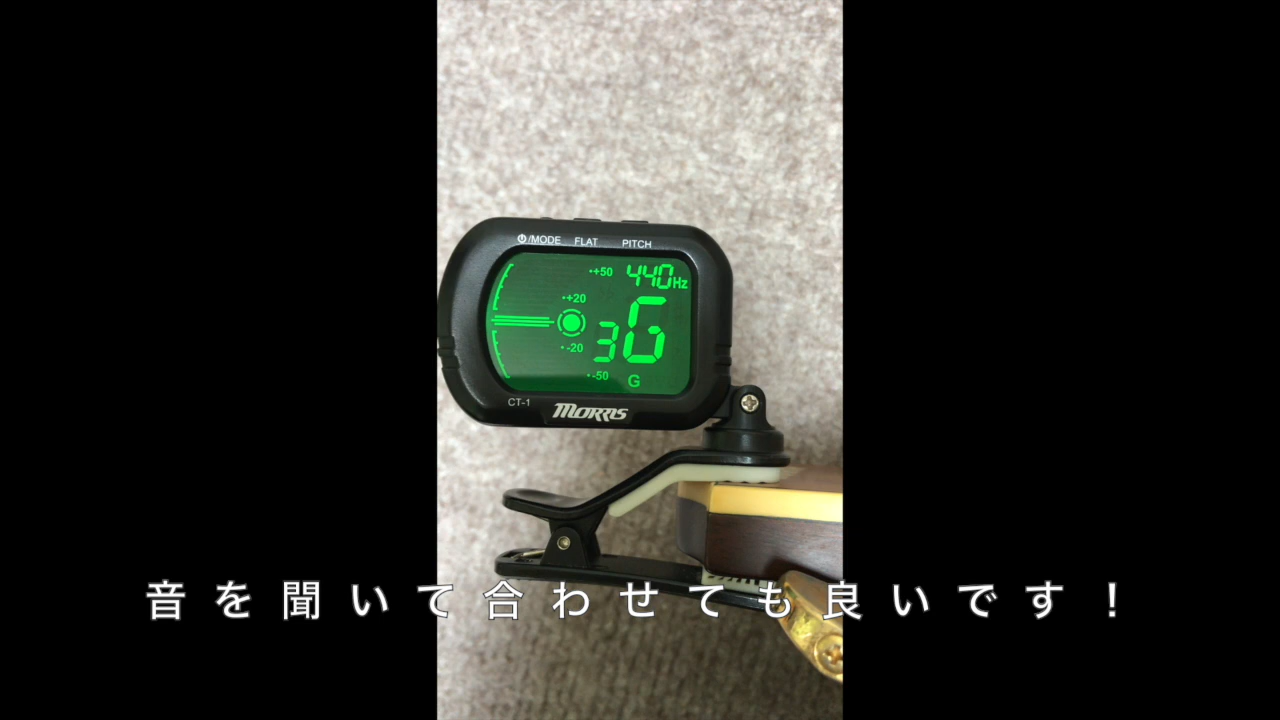 ⏻/MODE FLAT PITCH
+50 440Hz
+20
3G
-20
-50 G
CT-1 MORRIS
音を聞いて合わせても良いです！